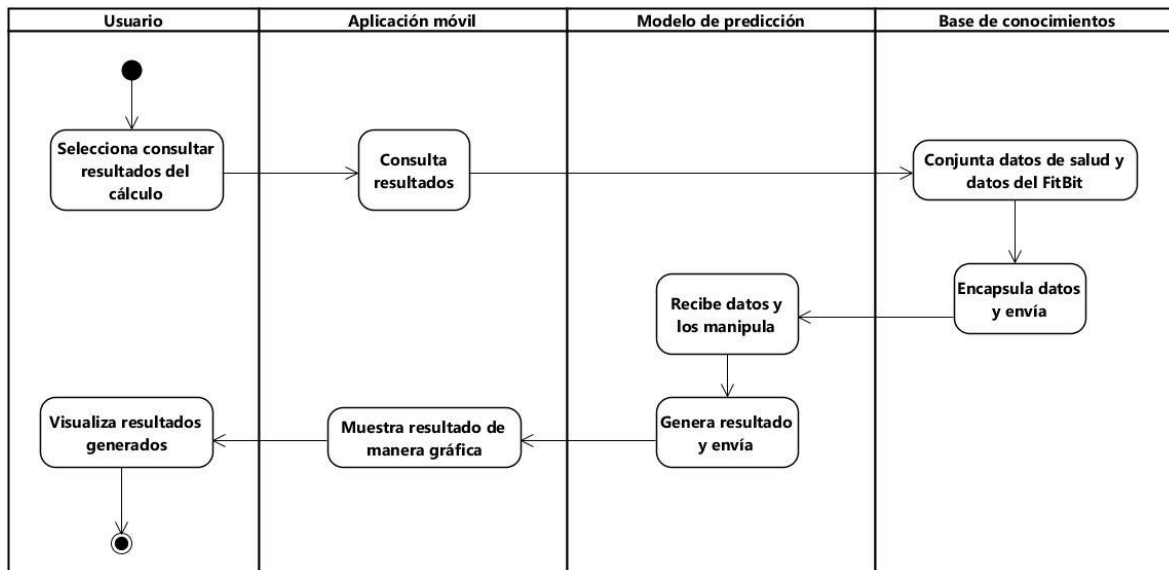 Usuario
Aplicación móvil
Modelo de predicción
Base de conocimientos
Selecciona consultar
resultados del
cálculo
Consulta
resultados
Conjunta datos de salud y
datos del FitBit
Encapsula datos
y envía
Recibe datos y
los manipula
Genera resultado
y envía
Muestra resultado de
manera gráfica
Visualiza resultados
generados